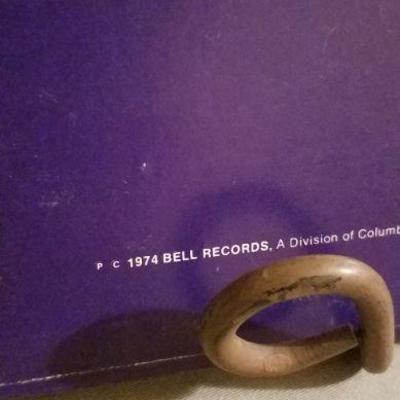 P C 1974 BELL RECORDS, A Division of Columb